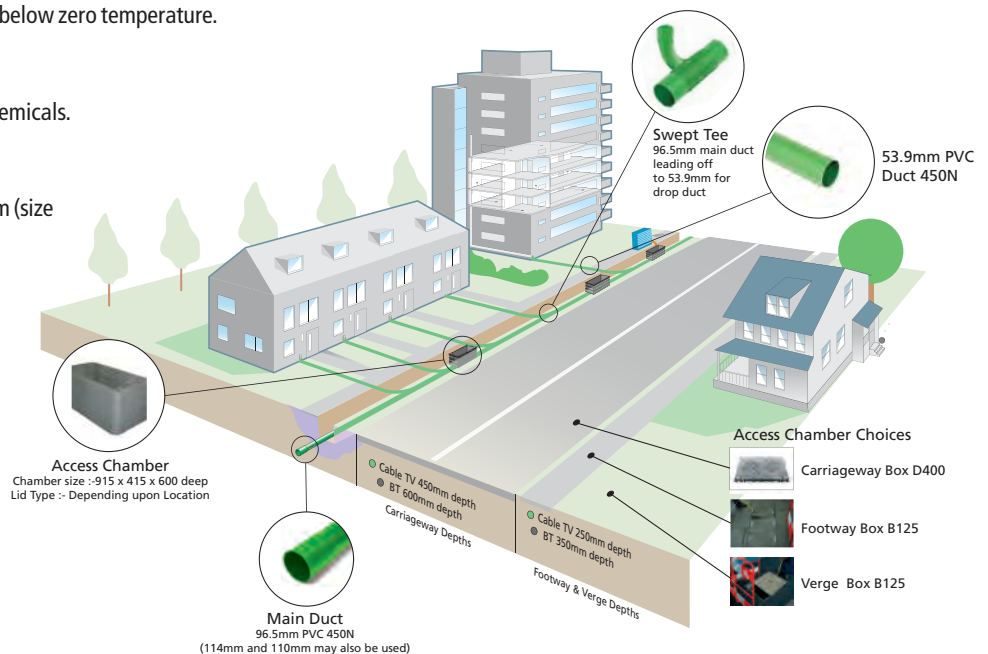 below zero temperature.
emicals.
m (size
Swept Tee
96.5mm main duct
leading off
to 53.9mm for
drop duct
53.9mm PVC
Duct 450N
Access Chamber
Chamber size :-915 x 415 x 600 deep
Lid Type :- Depending upon Location
Cable TV 450mm depth
BT 600mm depth
Carriageway Depths
Cable TV 250mm depth
BT 350mm depth
Footway & Verge Depths
Access Chamber Choices
Carriageway Box D400
Footway Box B125
Verge Box B125
Main Duct
96.5mm PVC 450N
(114mm and 110mm may also be used)